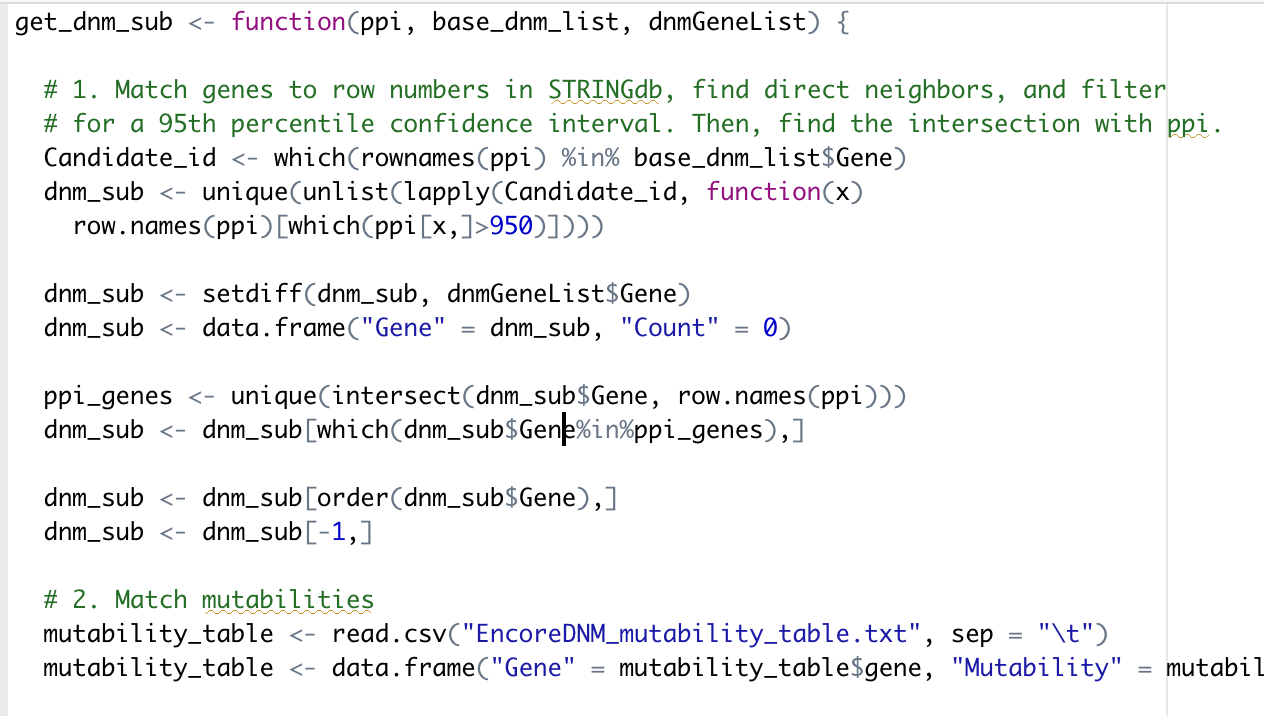 get_dnm_sub <- function(ppi, base_dnm_list, dnmGeneList) {
# 1. Match genes to row numbers in STRINGdb, find direct neighbors, and filter
# for a 95th percentile confidence interval. Then, find the intersection with ppi.
Candidate_id <- which(rownames(ppi) %in% base_dnm_list$Gene)
dnm_sub <- unique(unlist(lapply(Candidate_id, function(x)
row.names(ppi)[which(ppi[x,]>950)])))
dnm_sub <- setdiff(dnm_sub, dnmGeneList$Gene)
dnm_sub <- data.frame("Gene" = dnm_sub, "Count" = 0)
ppi_genes <- unique(intersect(dnm_sub$Gene, row.names(ppi)))
dnm_sub <- dnm_sub[which(dnm_sub$Gene%in%ppi_genes),]
dnm_sub <- dnm_sub[order(dnm_sub$Gene),]
dnm_sub <- dnm_sub[-1,]
# 2. Match mutabilities
mutability_table <- read.csv("EncoreDNM_mutability_table.txt", sep = "\t")
mutability_table <- data.frame("Gene" = mutability_table$gene, "Mutability" = mutabil